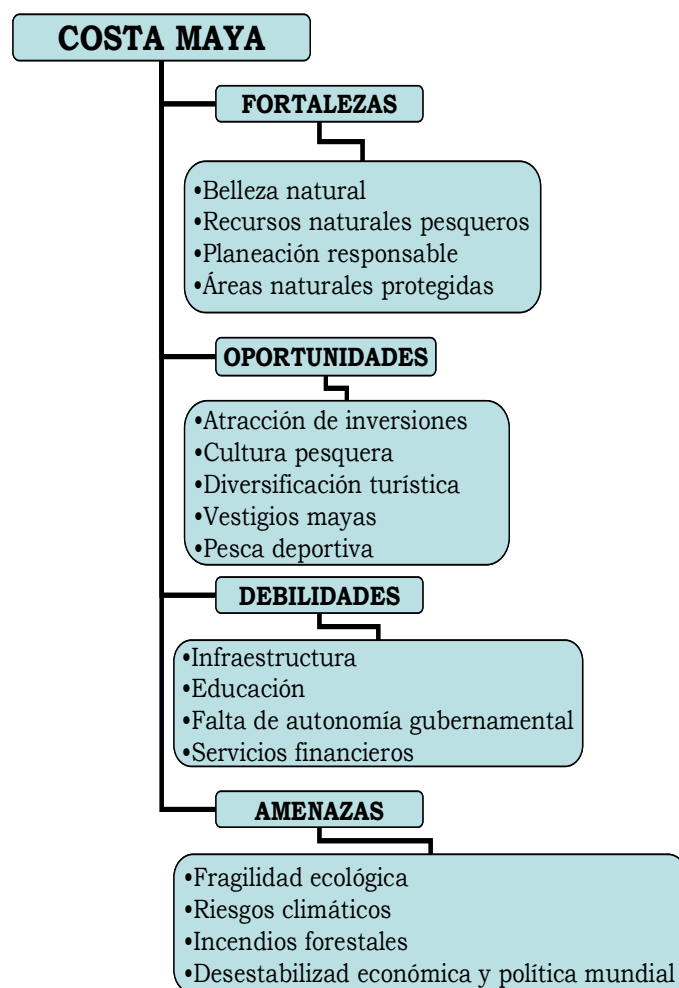 COSTA MAYA
FORTALEZAS
•Belleza natural
•Recursos naturales pesqueros
•Planeación responsable
•Áreas naturales protegidas
OPORTUNIDADES
•Atracción de inversiones
•Cultura pesquera
•Diversificación turística
•Vestigios mayas
•Pesca deportiva
DEBILIDADES
•Infraestructura
•Educación
•Falta de autonomía gubernamental
•Servicios financieros
AMENAZAS
•Fragilidad ecológica
•Riesgos climáticos
•Incendios forestales
•Desestabilizad económica y política mundial